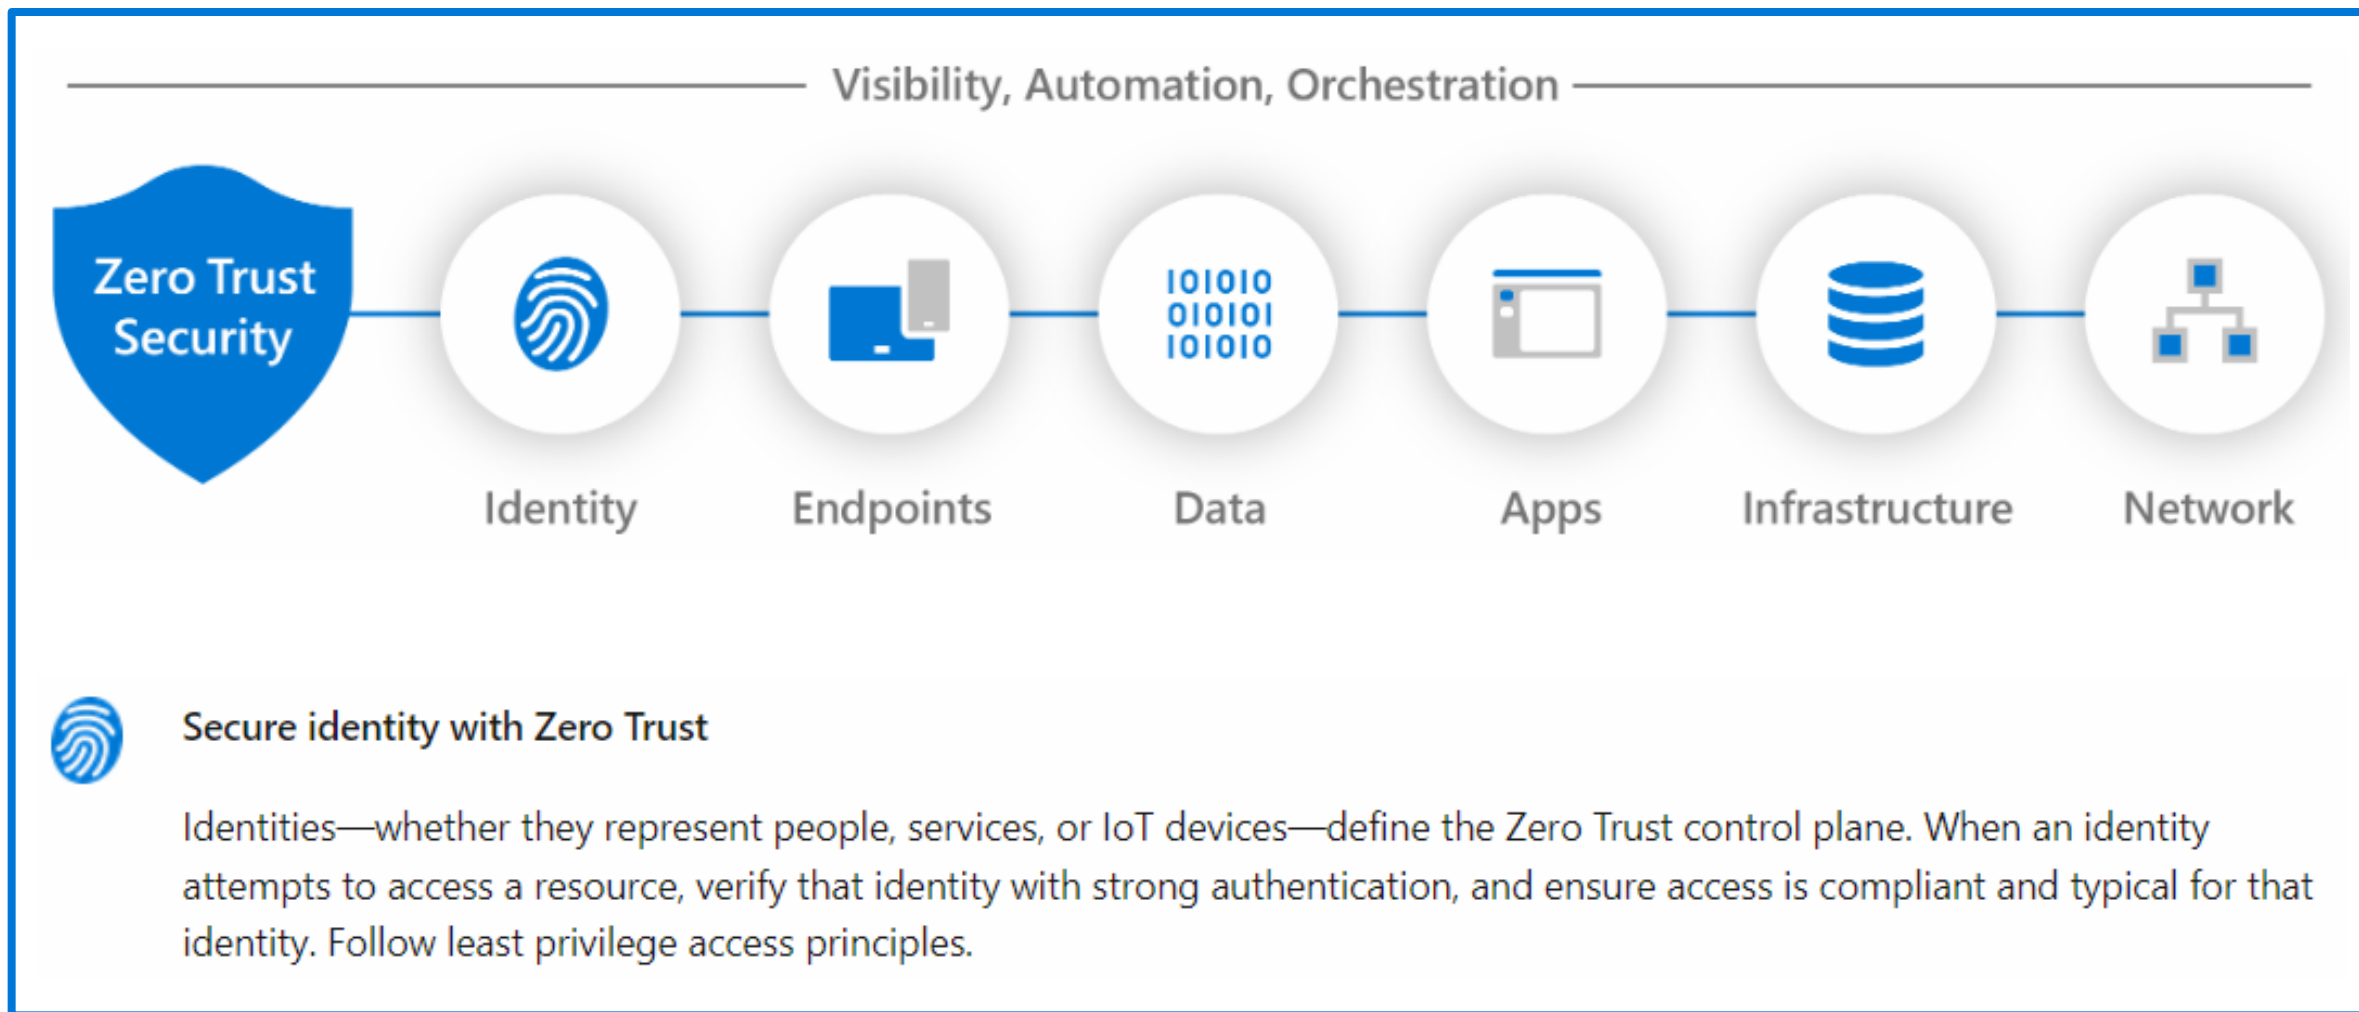 Visibility, Automation, Orchestration
Zero Trust
Security
101010
010101
101010
Identity
Endpoints
Data
Apps
Infrastructure
Network
Secure identity with Zero Trust
Identities—whether they represent people, services, or IoT devices—define the Zero Trust control plane. When an identity
attempts to access a resource, verify that identity with strong authentication, and ensure access is compliant and typical for that
identity. Follow least privilege access principles.